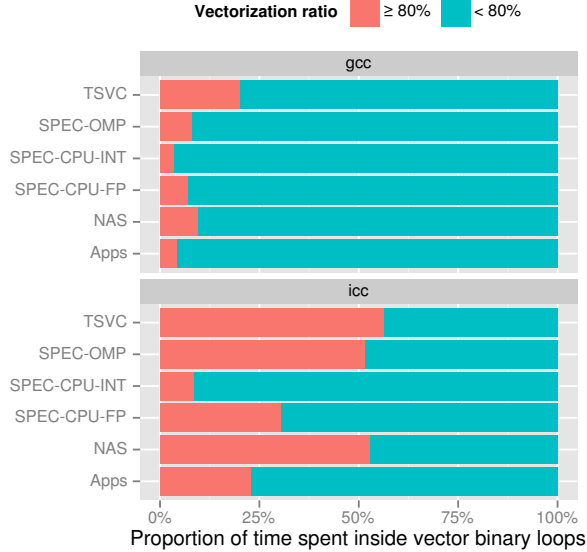 Vectorization ratio ≥ 80% < 80%
gcc
TSVC
SPEC-OMP
SPEC-CPU-INT
SPEC-CPU-FP
NAS
Apps
icc
TSVC
SPEC-OMP
SPEC-CPU-INT
SPEC-CPU-FP
NAS
Apps
0% 25% 50% 75% 100%
Proportion of time spent inside vector binary loops